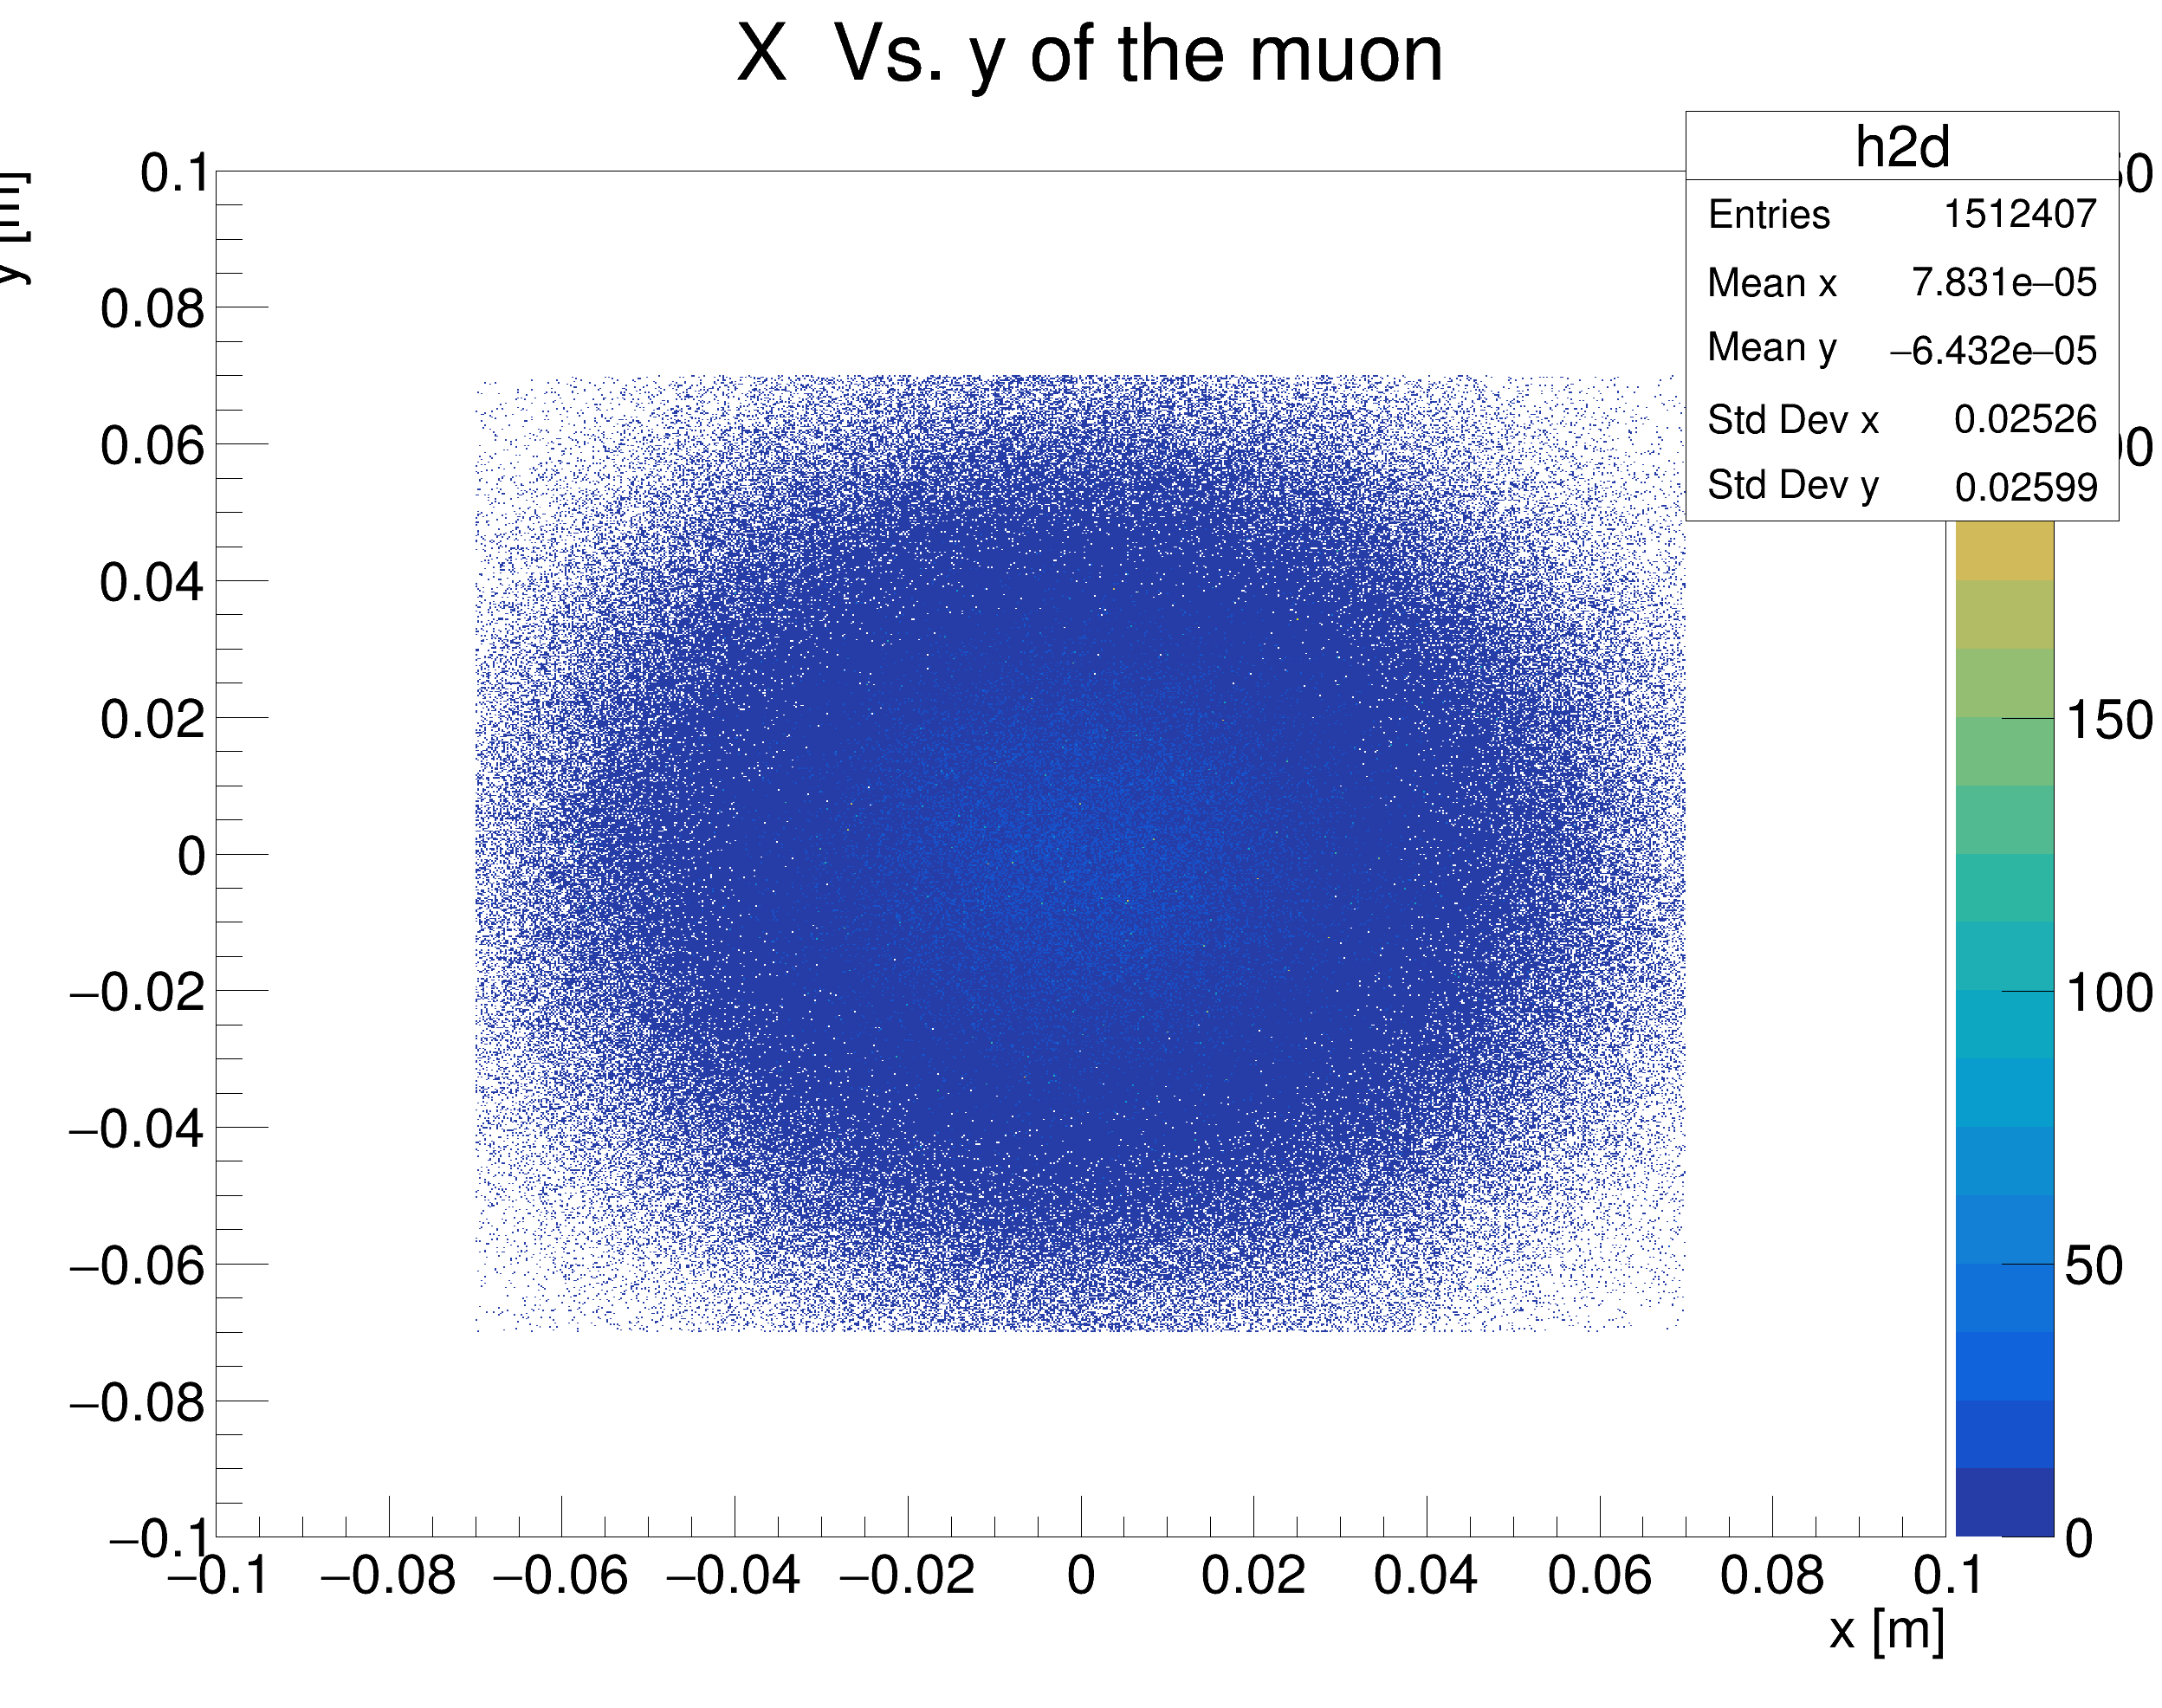 X Vs. y of the muon
y [m]
h2d
Entries 1512407
Mean x 7.831e−05
Mean y −6.432e−05
Std Dev x 0.02526
Std Dev y 0.02599
0.1
0.08
0.06
0.04
0.02
0
−0.02
−0.04
−0.06
−0.08
−0.1
150
100
50
0
−0.1 −0.08 −0.06 −0.04 −0.02 0 0.02 0.04 0.06 0.08 0.1
x [m]